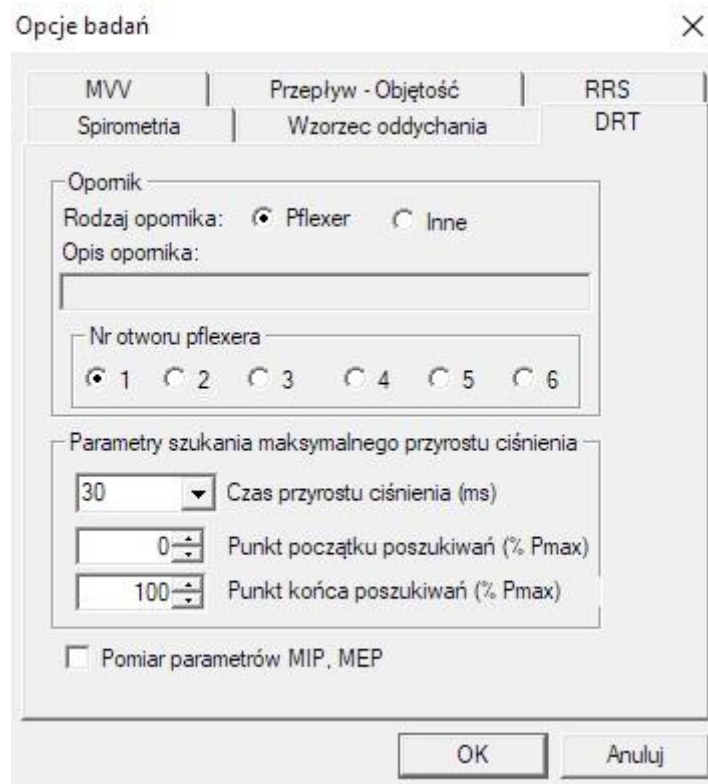 Opcje badań
MVV Przepływ - Objętość RRS
Spirometria Wzorzec oddychania DRT
Opornik
Rodzaj opornika: Pflexer Inne
Opis opornika:
Nr otworu pflexera
1 2 3 4 5 6
Parametry szukania maksymalnego przyrostu ciśnienia
30 Czas przyrostu ciśnienia (ms)
0 Punkt początku poszukiwań (% Pmax)
100 Punkt końca poszukiwań (% Pmax)
Pomiar parametrów MIP, MEP
OK Anuluj